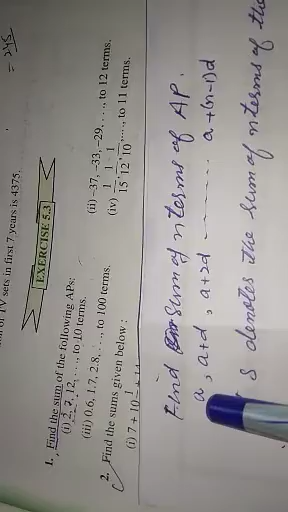 = 245
TV sets in first 7 years is 4375.
EXERCISE 5.3
1. Find the sum of the following APs:
(i) 2, 7, 12, . . ., to 10 terms.
(ii) –37, –33, –29, . . ., to 12 terms.
(iii) 0.6, 1.7, 2.8, . . ., to 100 terms.
(iv) 1/15, 1/12, 1/10, . . ., to 11 terms.
2. Find the sums given below :
(i) 7 + 10 1
Find Sum of n terms of AP.
a, a+d, a+2d ------- a+(n-1)d
S denotes the sum of n terms of the